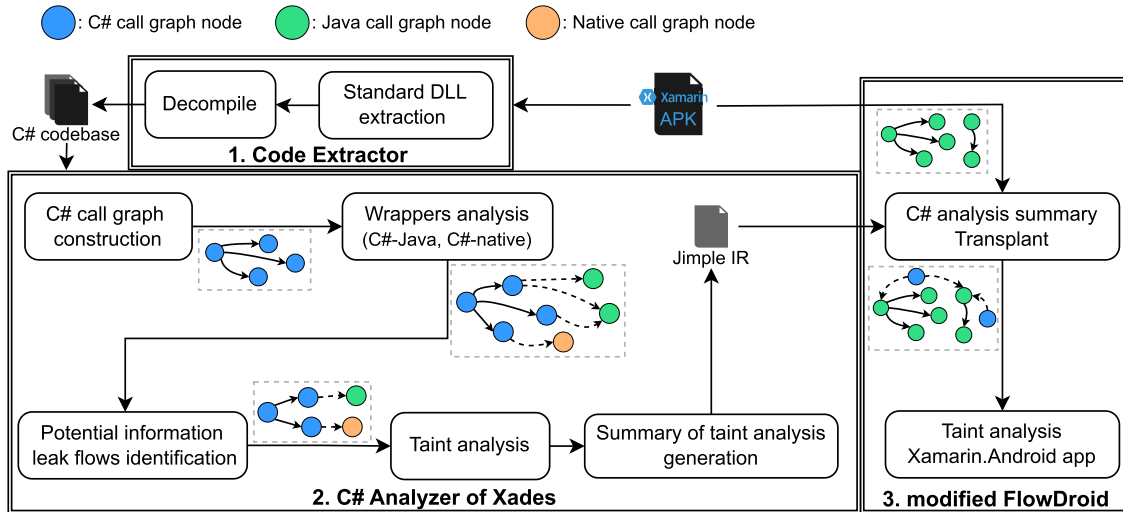 : C# call graph node
: Java call graph node
: Native call graph node
Decompile
Standard DLL
extraction
1. Code Extractor
C# codebase
X Xamarin
APK
C# call graph
construction
Wrappers analysis
(C#-Java, C#-native)
Jimple IR
C# analysis summary
Transplant
Potential information
leak flows identification
Taint analysis
Summary of taint analysis
generation
2. C# Analyzer of Xades
Taint analysis
Xamarin.Android app
3. modified FlowDroid